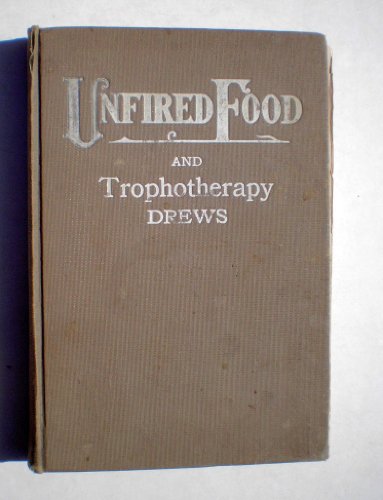 UNFIRED FOOD
AND
Trophotherapy
DREWS